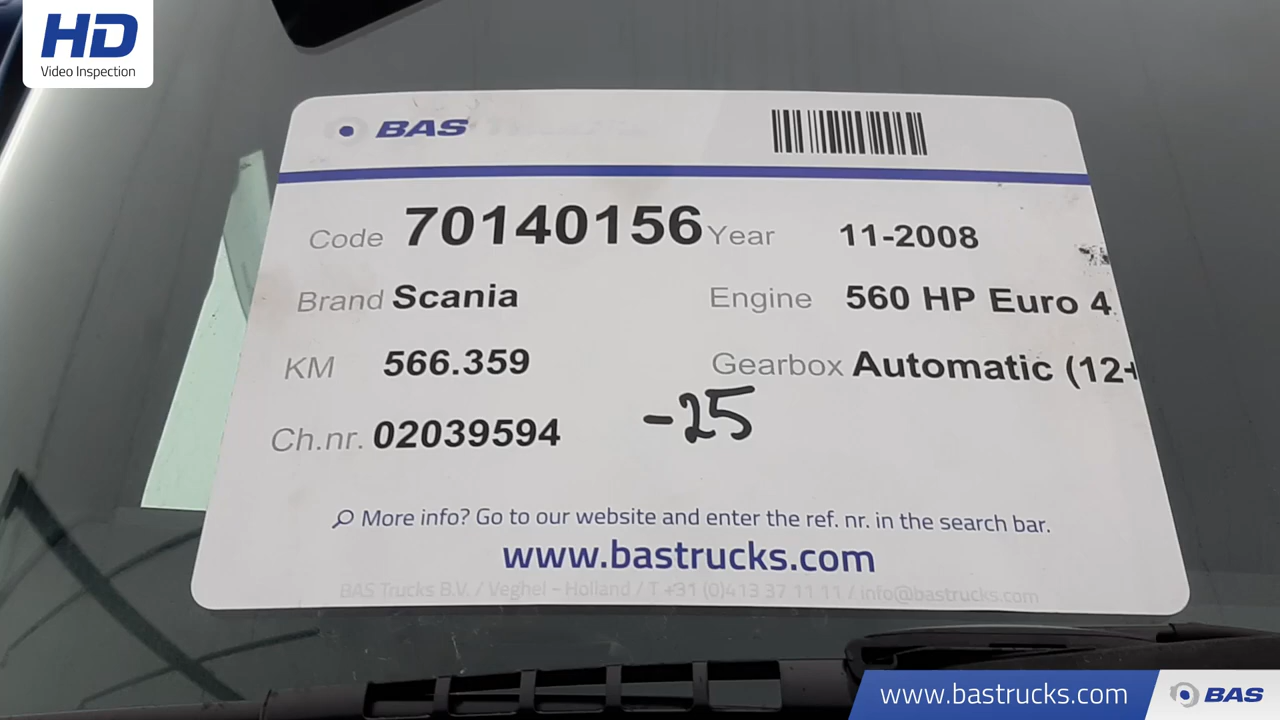 HD
Video Inspection
BAS
Code 70140156 Year 11-2008
Brand Scania Engine 560 HP Euro 4
KM 566.359 Gearbox Automatic (12+
Ch.nr. 02039594 -25
More info? Go to our website and enter the ref. nr. in the search bar.
www.bastrucks.com
BAS Trucks B.V. / Veghel - Holland / T +31 (0)413 37 11 11 / info@bastrucks.com
www.bastrucks.com BAS